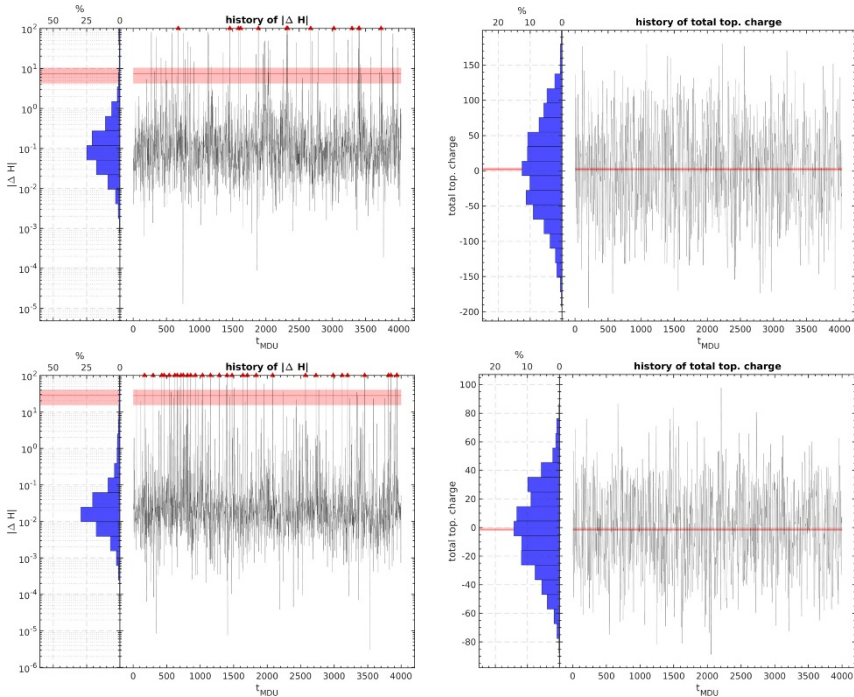 %
50 25 0
history of |Δ H|
10²
10¹
10⁰
10⁻¹
10⁻²
10⁻³
10⁻⁴
10⁻⁵
|Δ H|
0 500 1000 1500 2000 2500 3000 3500 4000
t_MDU
%
20 10 0
history of total top. charge
150
100
50
0
-50
-100
-150
-200
total top. charge
0 500 1000 1500 2000 2500 3000 3500 4000
t_MDU
%
50 25 0
history of |Δ H|
10²
10¹
10⁰
10⁻¹
10⁻²
10⁻³
10⁻⁴
10⁻⁵
10⁻⁶
|Δ H|
0 500 1000 1500 2000 2500 3000 3500 4000
t_MDU
%
20 10 0
history of total top. charge
100
80
60
40
20
0
-20
-40
-60
-80
total top. charge
0 500 1000 1500 2000 2500 3000 3500 4000
t_MDU